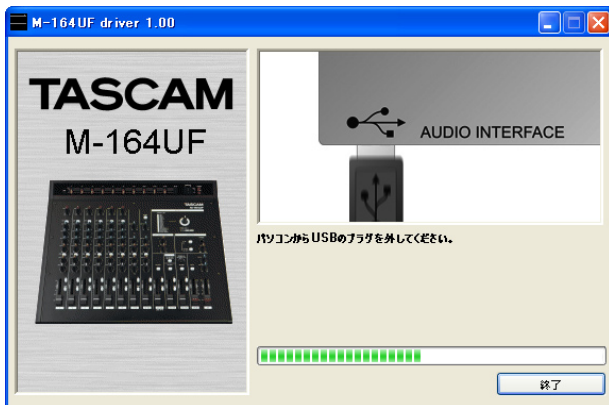 M-164UF driver 1.00
TASCAM
M-164UF
AUDIO INTERFACE
パソコンからUSBのプラグを外してください。
終了